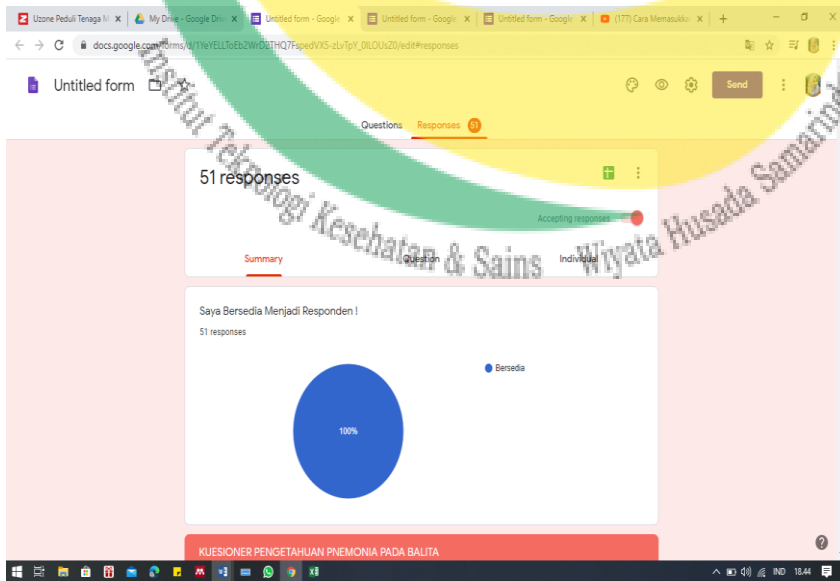 Uzone Peduli Tenaga M
My Drive - Google Driv
Untitled form - Google
Untitled form - Google
Untitled form - Google
(177) Cara Memasukka
docs.google.com/forms/d/1YeYELLToEb2WrD2THQ7FspedVX5-zLvTpY_0ILOUsZ0/edit#responses
Untitled form
Send
Questions Responses 51
51 responses
Accepting responses
Summary Question Individual
Institut Teknologi Kesehatan & Sains Wiyata Husada Samarinda
Saya Bersedia Menjadi Responden !
51 responses
Bersedia
100%
KUESIONER PENGETAHUAN PNEMONIA PADA BALITA
IND 18.44